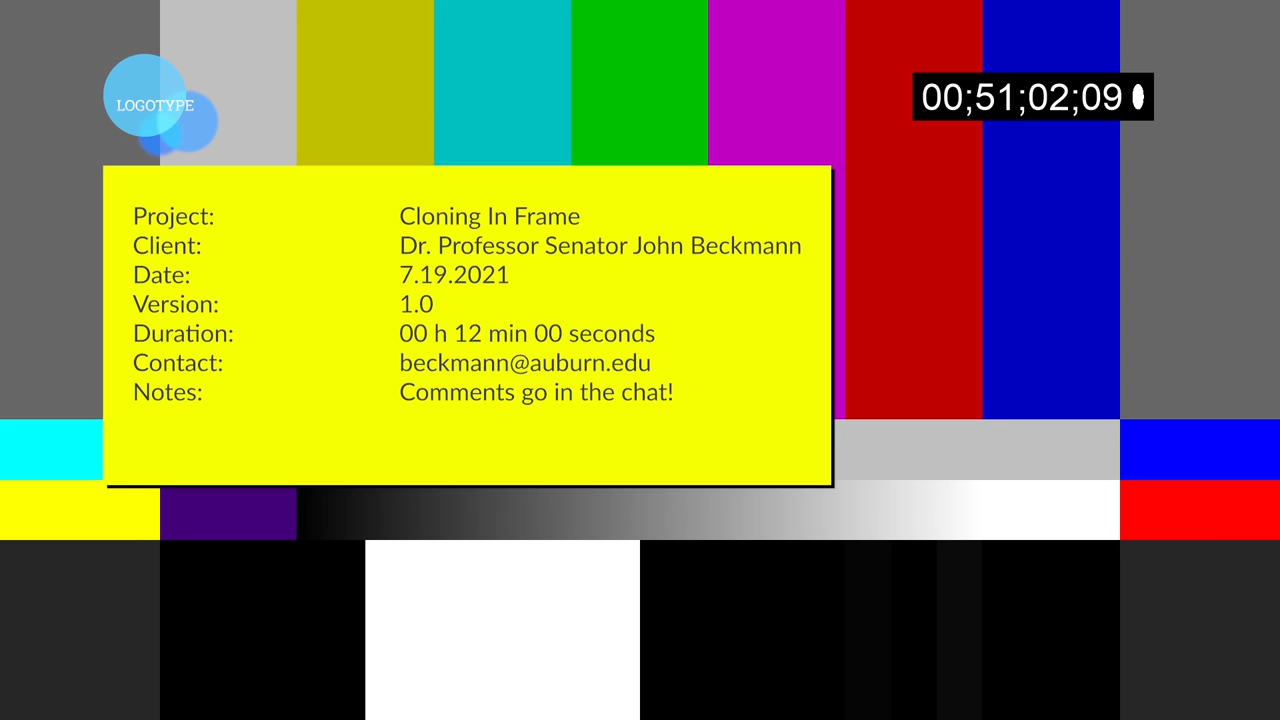 LOGOTYPE
00;51;02;09
Project: Cloning In Frame
Client: Dr. Professor Senator John Beckmann
Date: 7.19.2021
Version: 1.0
Duration: 00 h 12 min 00 seconds
Contact: beckmann@auburn.edu
Notes: Comments go in the chat!